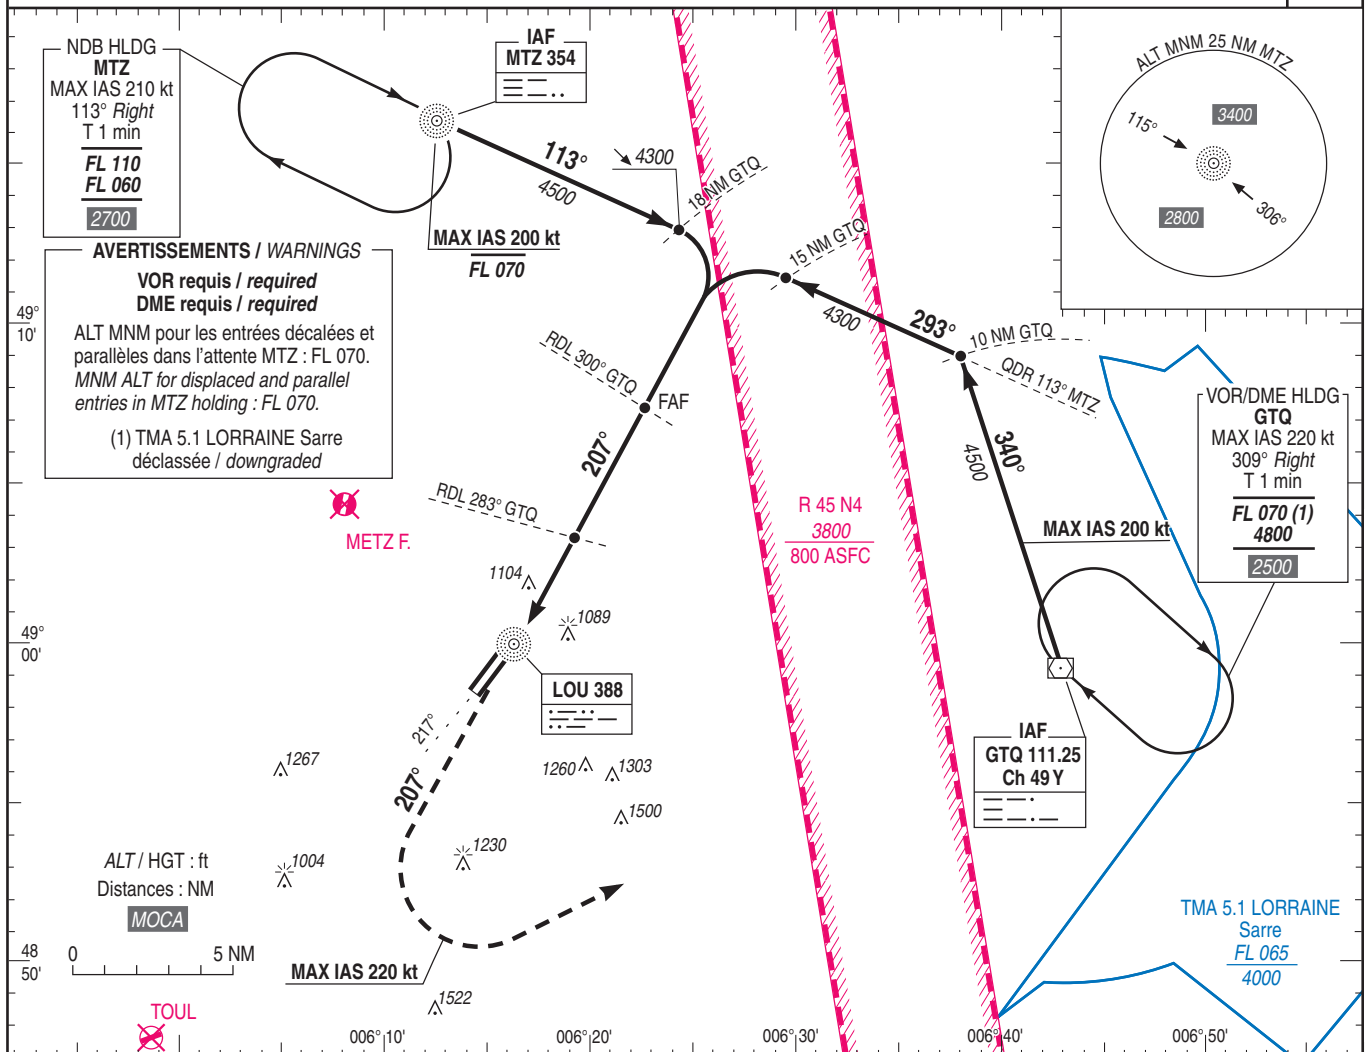 NDB HLDG
MTZ
MAX IAS 210 kt
113° Right
T 1 min
FL 110
FL 060
2700
IAF
MTZ 354
113°
4500
4300
18 NM GTQ
MAX IAS 200 kt
FL 070
15 NM GTQ
4300
293°
10 NM GTQ
QDR 113° MTZ
ALT MNM 25 NM MTZ
3400
115°
2800
306°
AVERTISSEMENTS / WARNINGS
VOR requis / required
DME requis / required
ALT MNM pour les entrées décalées et
parallèles dans l'attente MTZ : FL 070.
MNM ALT for displaced and parallel
entries in MTZ holding : FL 070.
(1) TMA 5.1 LORRAINE Sarre
déclassée / downgraded
49°
10'
RDL 300° GTQ
FAF
207°
RDL 283° GTQ
METZ F.
340°
4500
MAX IAS 200 kt
VOR/DME HLDG
GTQ
MAX IAS 220 kt
309° Right
T 1 min
FL 070 (1)
4800
2500
R 45 N4
3800
800 ASFC
1104
1089
49°
00'
LOU 388
217°
207°
IAF
GTQ 111.25
Ch 49 Y
1267
1260
1303
1500
1230
1004
ALT / HGT : ft
Distances : NM
MOCA
0
5 NM
48
50'
MAX IAS 220 kt
1522
TOUL
TMA 5.1 LORRAINE
Sarre
FL 065
4000
006°10'
006°20'
006°30'
006°40'
006°50'